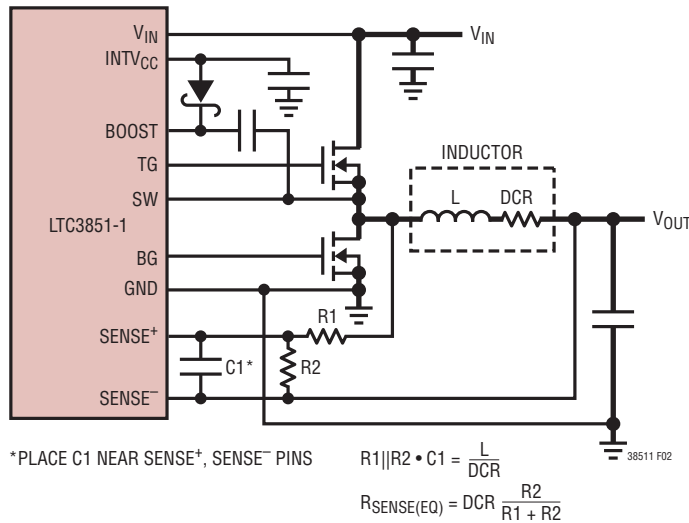 V_IN
INTV_CC
BOOST
TG
SW
LTC3851-1
BG
GND
SENSE⁺
SENSE⁻
V_IN
INDUCTOR
L
DCR
V_OUT
R1
C1*
R2
*PLACE C1 NEAR SENSE⁺, SENSE⁻ PINS
R1||R2 • C1 = L/DCR
R_SENSE(EQ) = DCR R2/(R1 + R2)
38511 F02